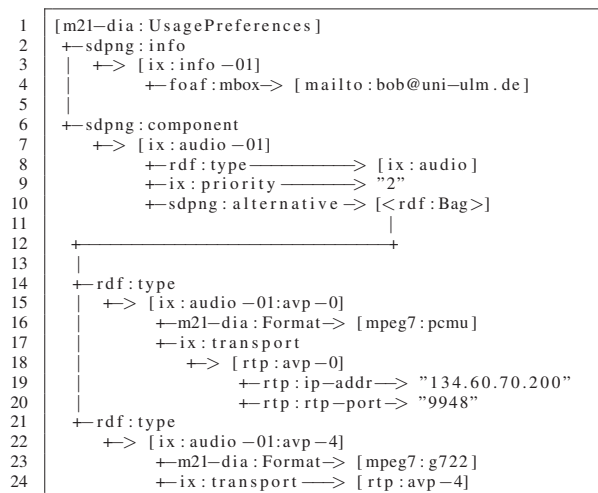 1 [m21-dia:UsagePreferences]
2 +-sdpng:info
3 | +-> [ix:info-01]
4 | +-foaf:mbox-> [mailto:bob@uni-ulm.de]
5 |
6 +-sdpng:component
7 +-> [ix:audio-01]
8 +-rdf:type---------> [ix:audio]
9 +-ix:priority------> "2"
10 +-sdpng:alternative-> [<rdf:Bag>]
11 |
12 +------------------------------+
13 |
14 +-rdf:type
15 | +-> [ix:audio-01:avp-0]
16 | +-m21-dia:Format-> [mpeg7:pcmu]
17 | +-ix:transport
18 | +-> [rtp:avp-0]
19 | +-rtp:ip-addr--> "134.60.70.200"
20 | +-rtp:rtp-port-> "9948"
21 +-rdf:type
22 +-> [ix:audio-01:avp-4]
23 +-m21-dia:Format-> [mpeg7:g722]
24 +-ix:transport---> [rtp:avp-4]